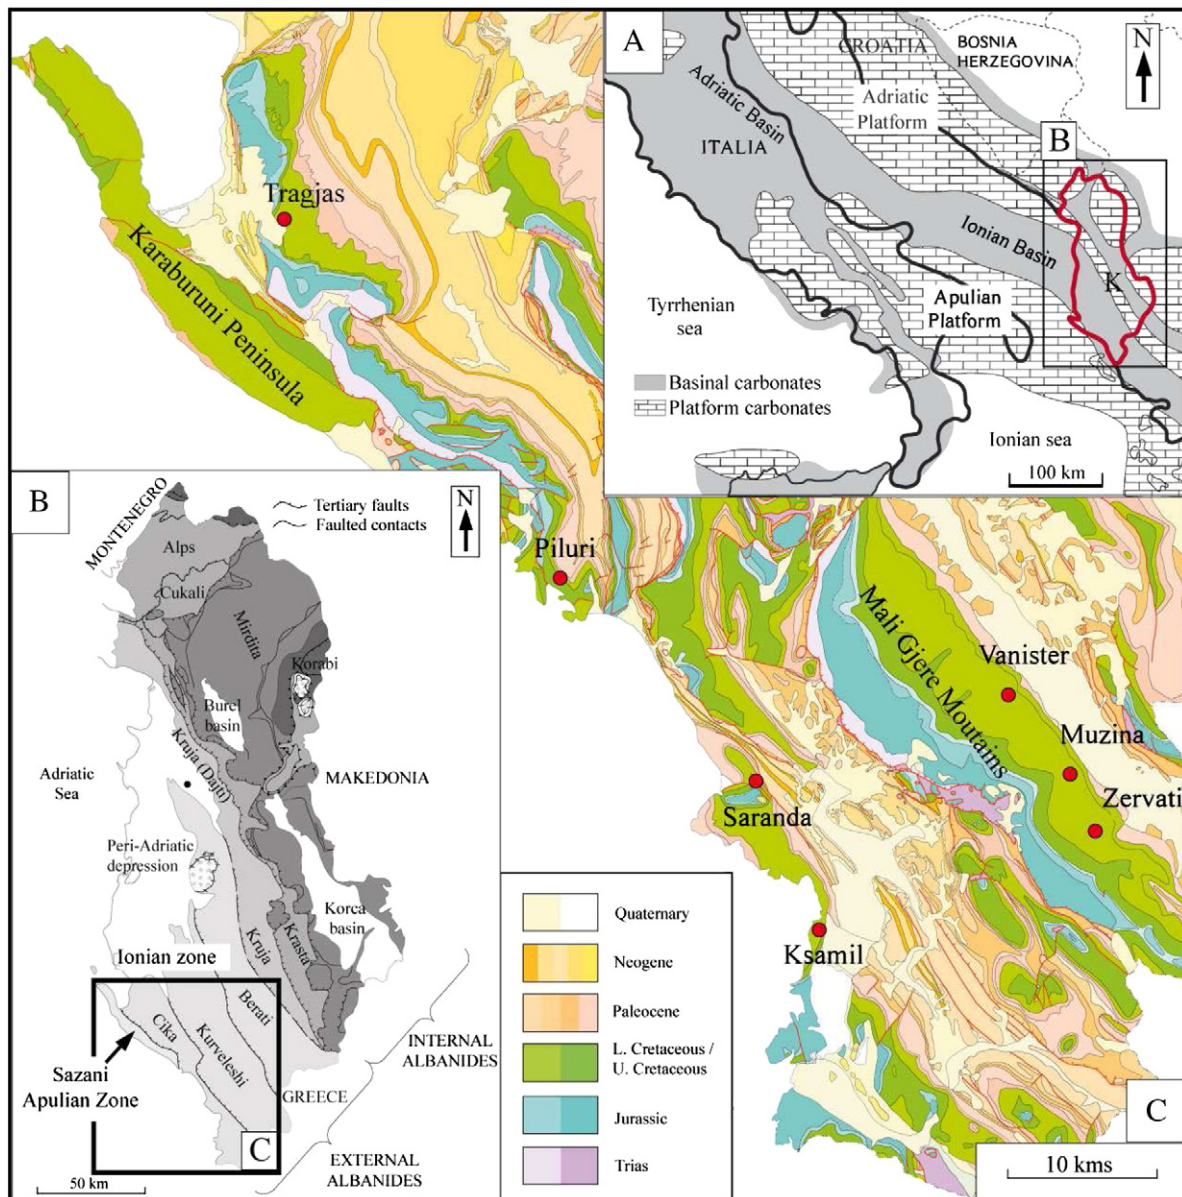 Tragjas
Karaburuni Peninsula
A
CROATIA
BOSNIA
HERZEGOVINA
N
Adriatic Basin
Adriatic
Platform
ITALIA
B
Ionian Basin
K
Tyrrhenian
sea
Apulian
Platform
Basinal carbonates
Platform carbonates
Ionian sea
100 km
B
MONTENEGRO
Tertiary faults
Faulted contacts
N
Alps
Cukali
Mirdita
Korabi
Burel
basin
Kruja (Dajti)
Adriatic
Sea
MAKEDONIA
Peri-Adriatic
depression
Korca
basin
Kruja
Krasta
Ionian zone
Berati
Cika
Kurveleshi
INTERNAL
ALBANIDES
Sazani
Apulian Zone
GREECE
C
EXTERNAL
ALBANIDES
50 km
Piluri
Mali Gjere Moutains
Vanister
Muzina
Zervati
Saranda
Ksamil
Quaternary
Neogene
Paleocene
L. Cretaceous /
U. Cretaceous
Jurassic
Trias
C
10 kms